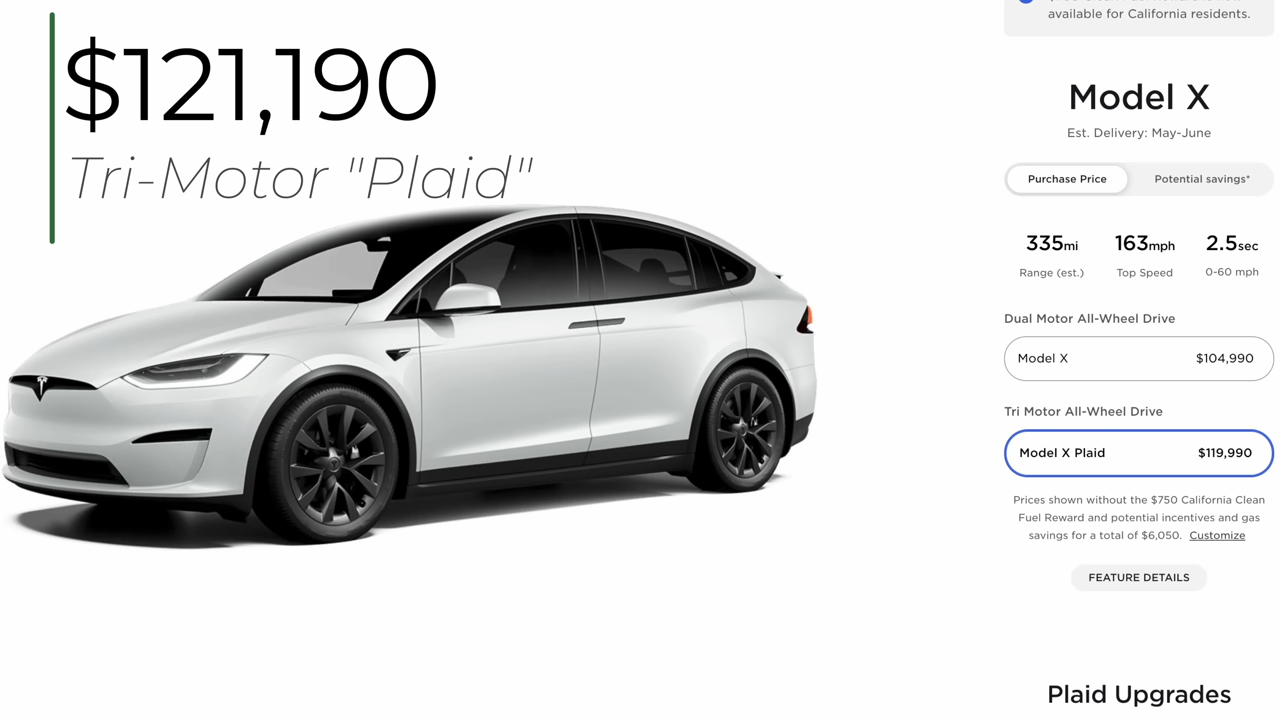 $121,190
Tri-Motor "Plaid"
available for California residents.
Model X
Est. Delivery: May-June
Purchase Price Potential savings*
335mi 163mph 2.5sec
Range (est.) Top Speed 0-60 mph
Dual Motor All-Wheel Drive
Model X $104,990
Tri Motor All-Wheel Drive
Model X Plaid $119,990
Prices shown without the $750 California Clean
Fuel Reward and potential incentives and gas
savings for a total of $6,050. Customize
FEATURE DETAILS
Plaid Upgrades